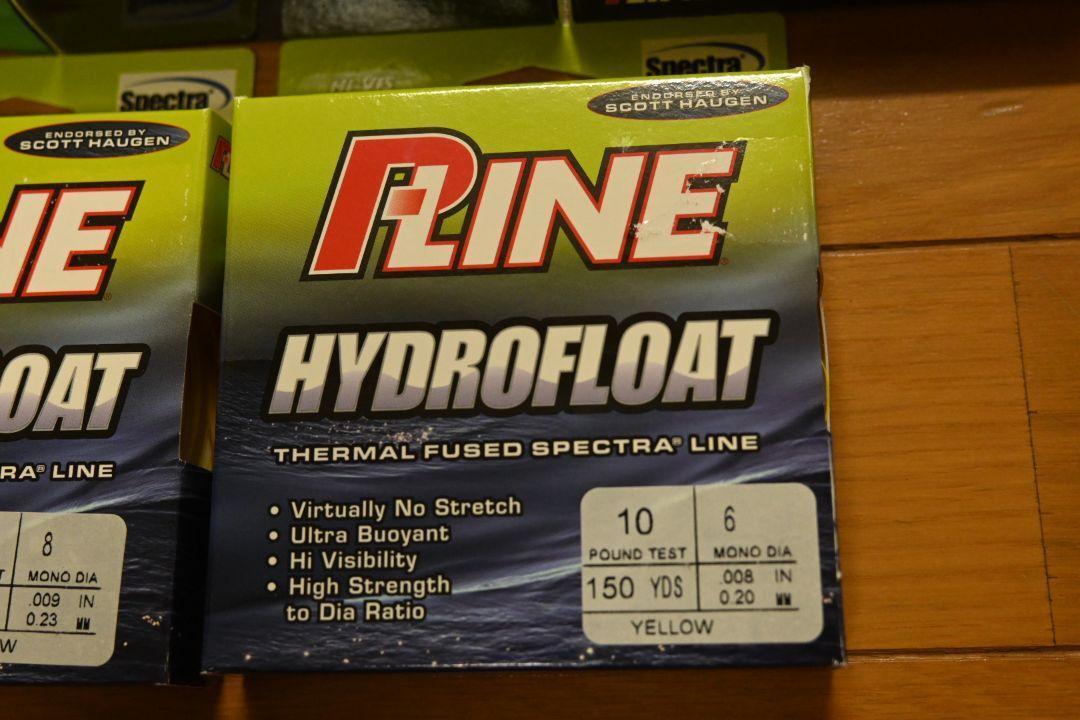 HI-VIS
Spectra®
Spectra®
ENDORSED BY
SCOTT HAUGEN
NE
OAT
RA® LINE
8
T MONO DIA
.009 IN
0.23 MM
W
ENDORSED BY
SCOTT HAUGEN
P-LINE®
HYDROFLOAT
THERMAL FUSED SPECTRA® LINE
• Virtually No Stretch
• Ultra Buoyant
• Hi Visibility
• High Strength
to Dia Ratio
10 6
POUND TEST MONO DIA
150 YDS .008 IN
0.20 MM
YELLOW